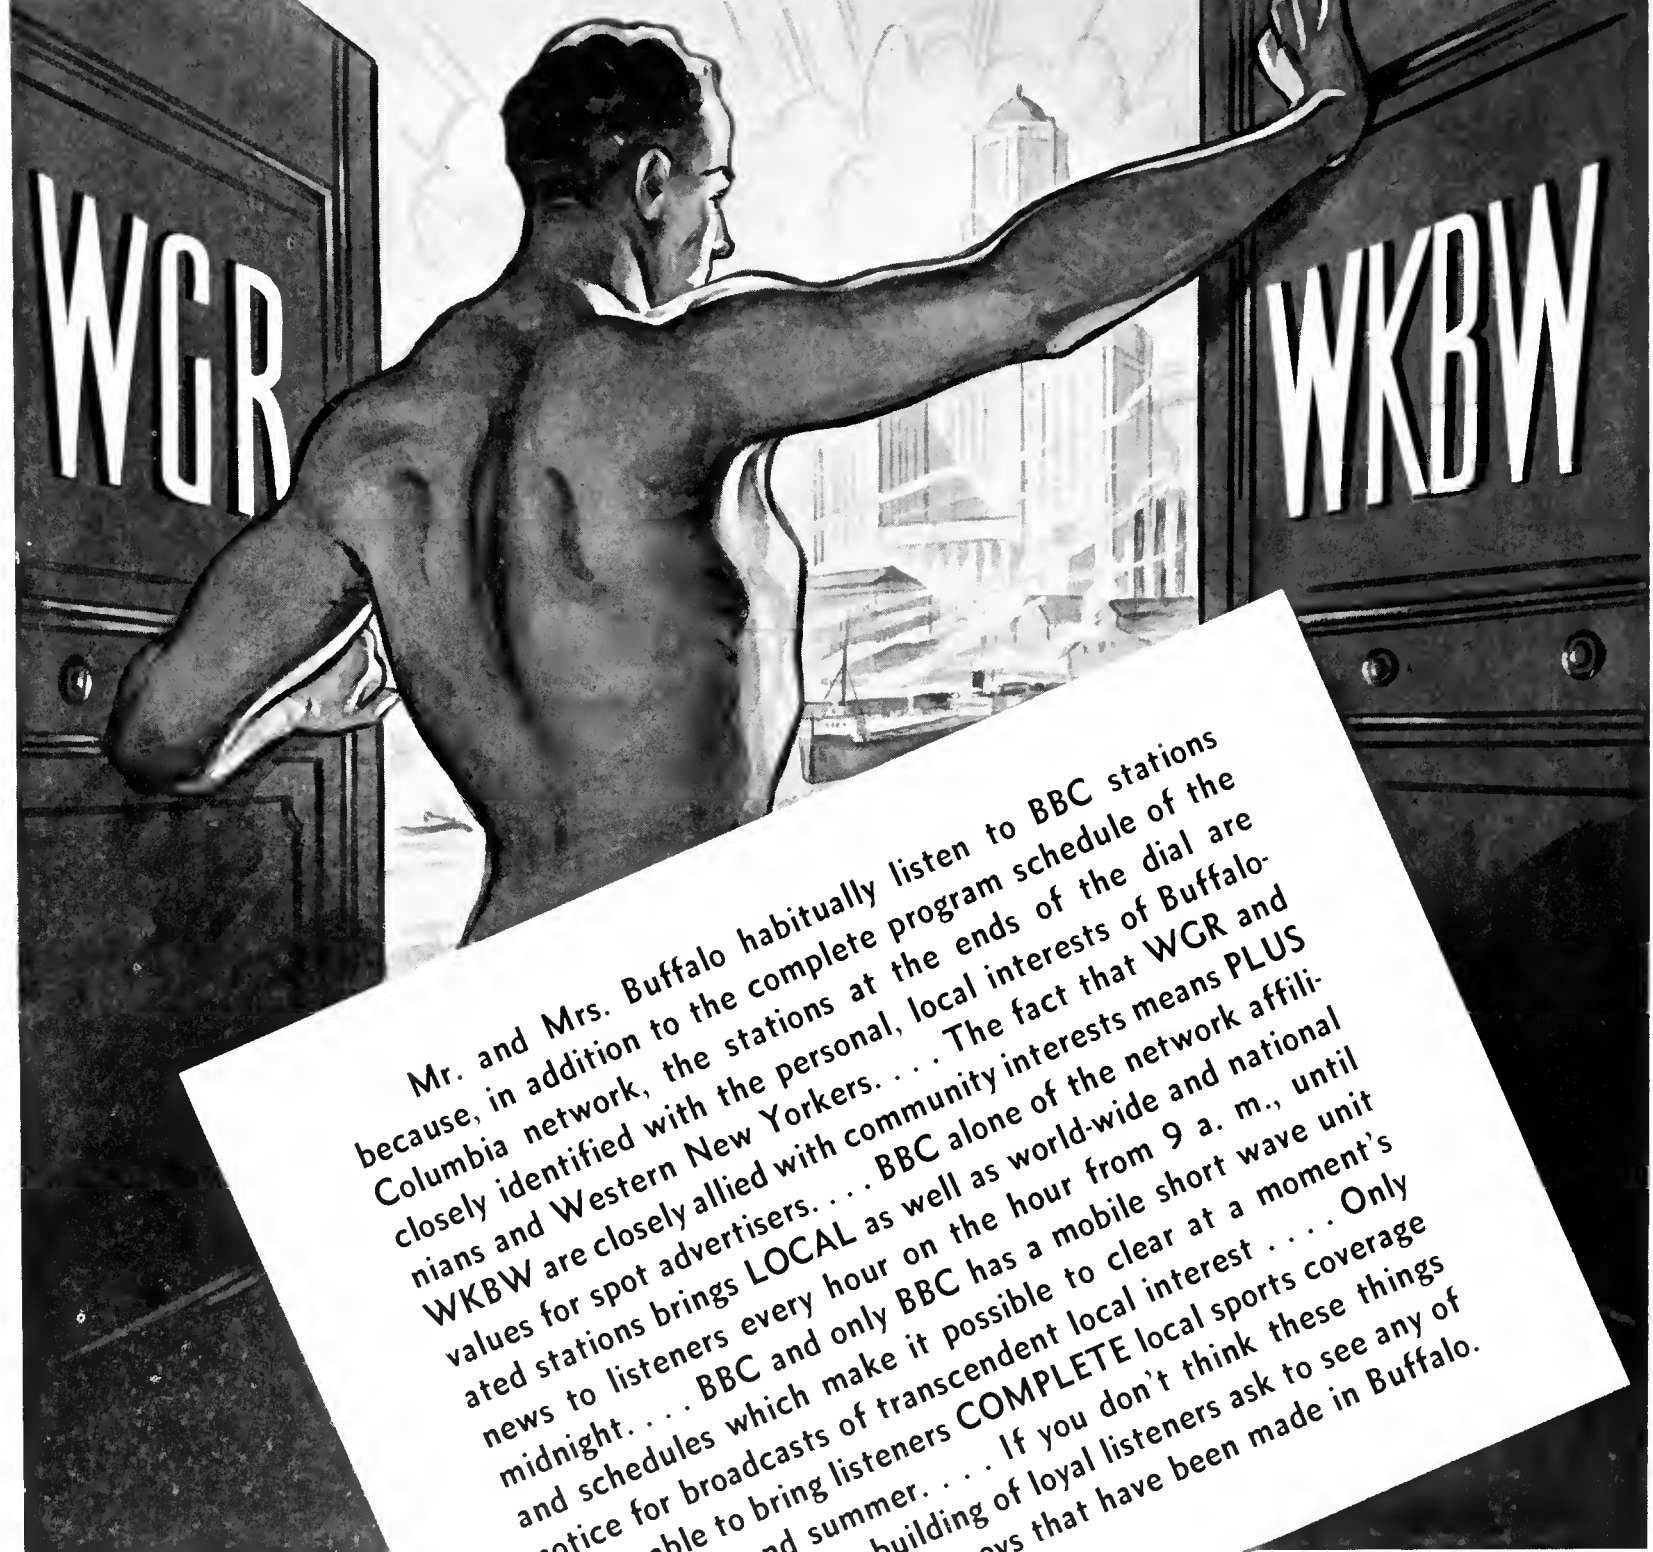 WGR
WKBW
Mr. and Mrs. Buffalo habitually listen to BBC stations
because, in addition to the complete program schedule of the
Columbia network, the stations at the ends of the dial are
closely identified with the personal, local interests of Buffalo-
nians and Western New Yorkers. . . . The fact that WGR and
WKBW are closely allied with community interests means PLUS
values for spot advertisers. . . . BBC alone of the network affili-
ated stations brings LOCAL as well as world-wide and national
news to listeners every hour on the hour from 9 a. m., until
midnight. . . . BBC and only BBC has a mobile short wave unit
and schedules which make it possible to clear at a moment's
notice for broadcasts of transcendent local interest . . . . Only
to bring listeners COMPLETE local sports coverage
summer. . . . If you don't think these things
building of loyal listeners ask to see any of
that have been made in Buffalo.